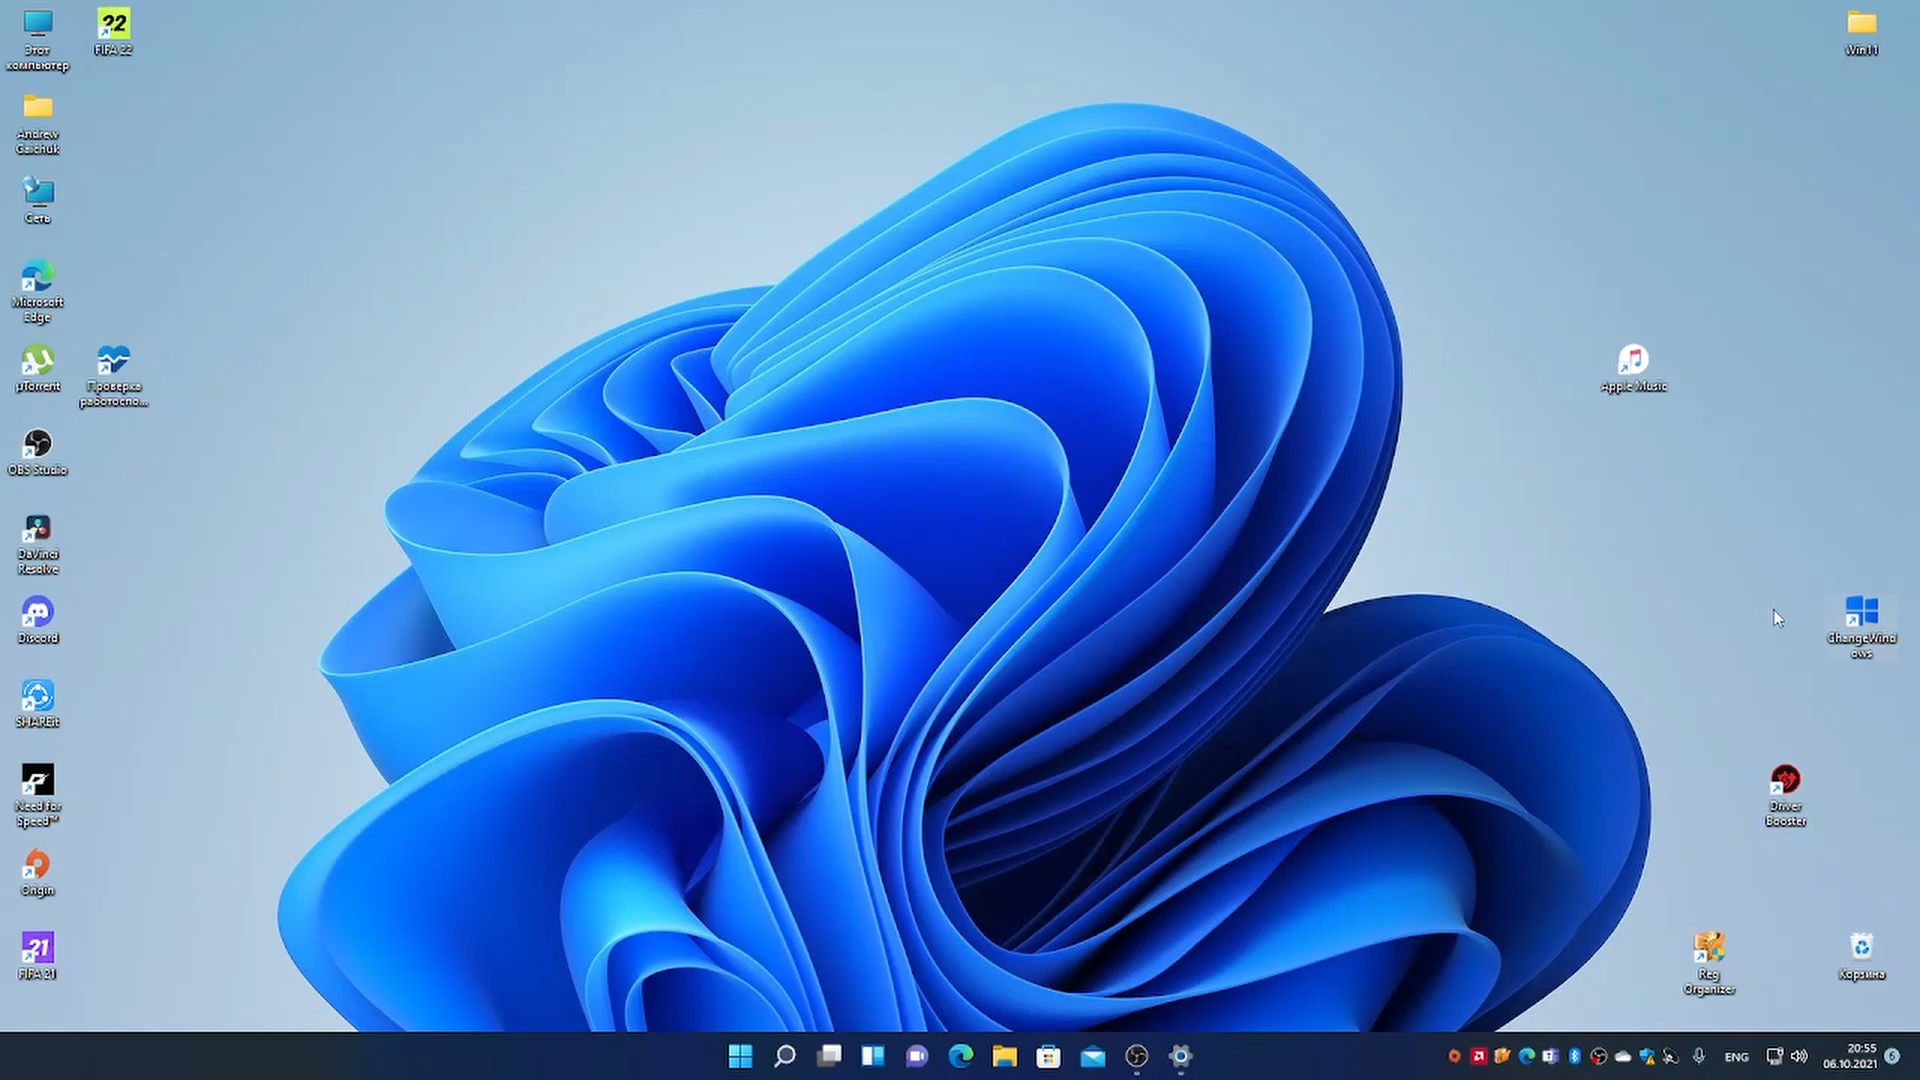 Этот
компьютер
22
FIFA 22
Andrew
Gaichuk
Сеть
Microsoft
Edge
µTorrent
Проверка
работоспо...
OBS Studio
DaVinci
Resolve
Discord
SHAREit
Need for
Speed™
Origin
21
FIFA 21
Win11
Apple Music
ChangeWind
ows
Driver
Booster
Reg
Organizer
Корзина
ENG
20:55
06.10.2021
6